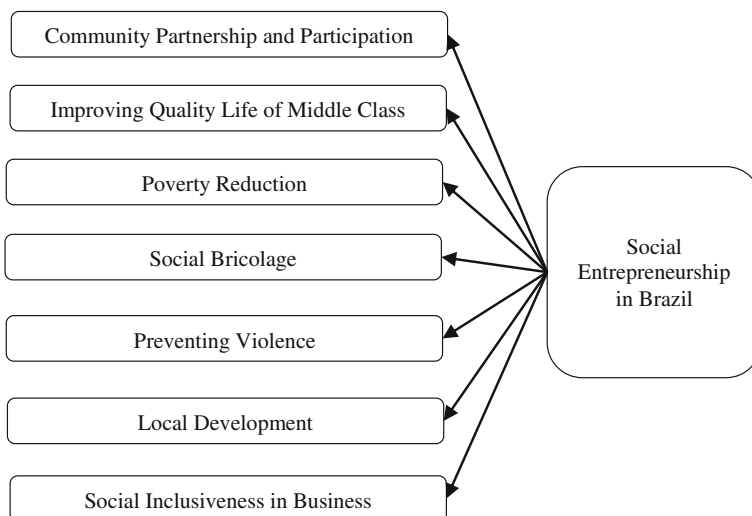 Community Partnership and Participation
Improving Quality Life of Middle Class
Poverty Reduction
Social Bricolage
Preventing Violence
Local Development
Social Inclusiveness in Business
Social
Entrepreneurship
in Brazil